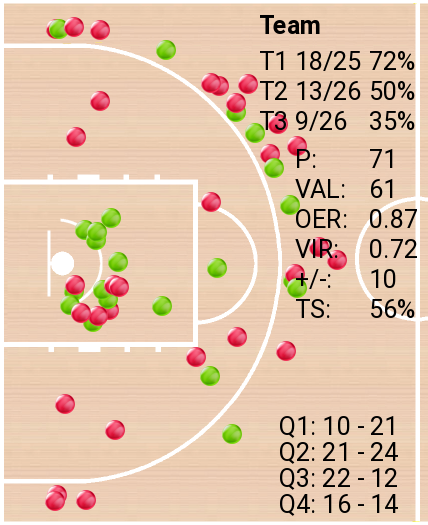 Team
T1 18/25 72%
T2 13/26 50%
T3 9/26 35%
P: 71
VAL: 61
OER: 0.87
VIR: 0.72
+/-: 10
TS: 56%
Q1: 10 - 21
Q2: 21 - 24
Q3: 22 - 12
Q4: 16 - 14